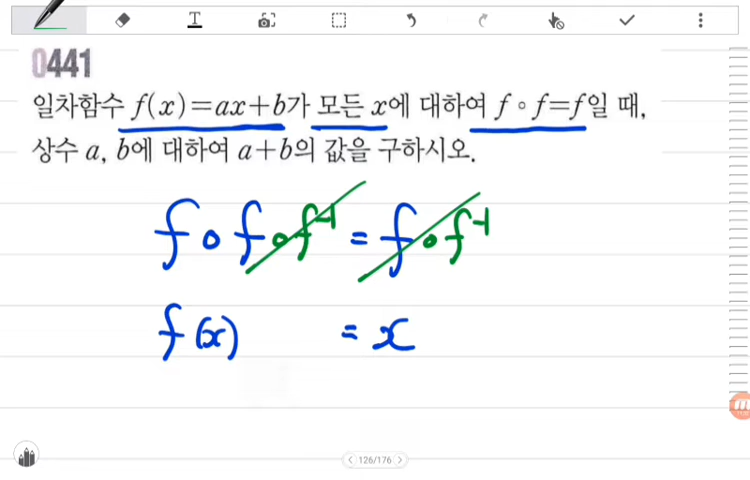 T
0441
일차함수 f(x)=ax+b가 모든 x에 대하여 f∘f=f일 때,
상수 a, b에 대하여 a+b의 값을 구하시오.
f∘f∘f⁻¹ = f∘f⁻¹
f(x) = x
126/176